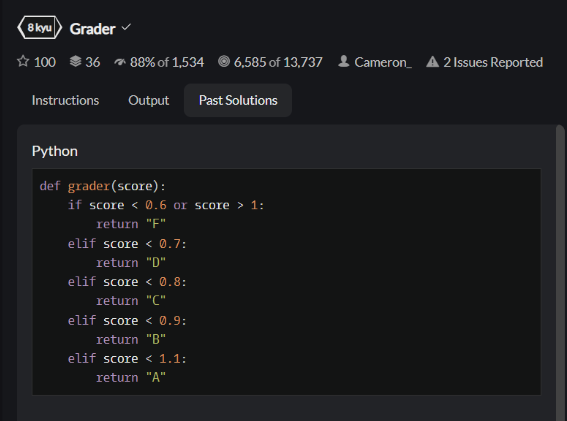 8 kyu Grader
100 36 88% of 1,534 6,585 of 13,737 Cameron_ 2 Issues Reported
Instructions Output Past Solutions
Python
def grader(score):
    if score < 0.6 or score > 1:
        return "F"
    elif score < 0.7:
        return "D"
    elif score < 0.8:
        return "C"
    elif score < 0.9:
        return "B"
    elif score < 1.1:
        return "A"